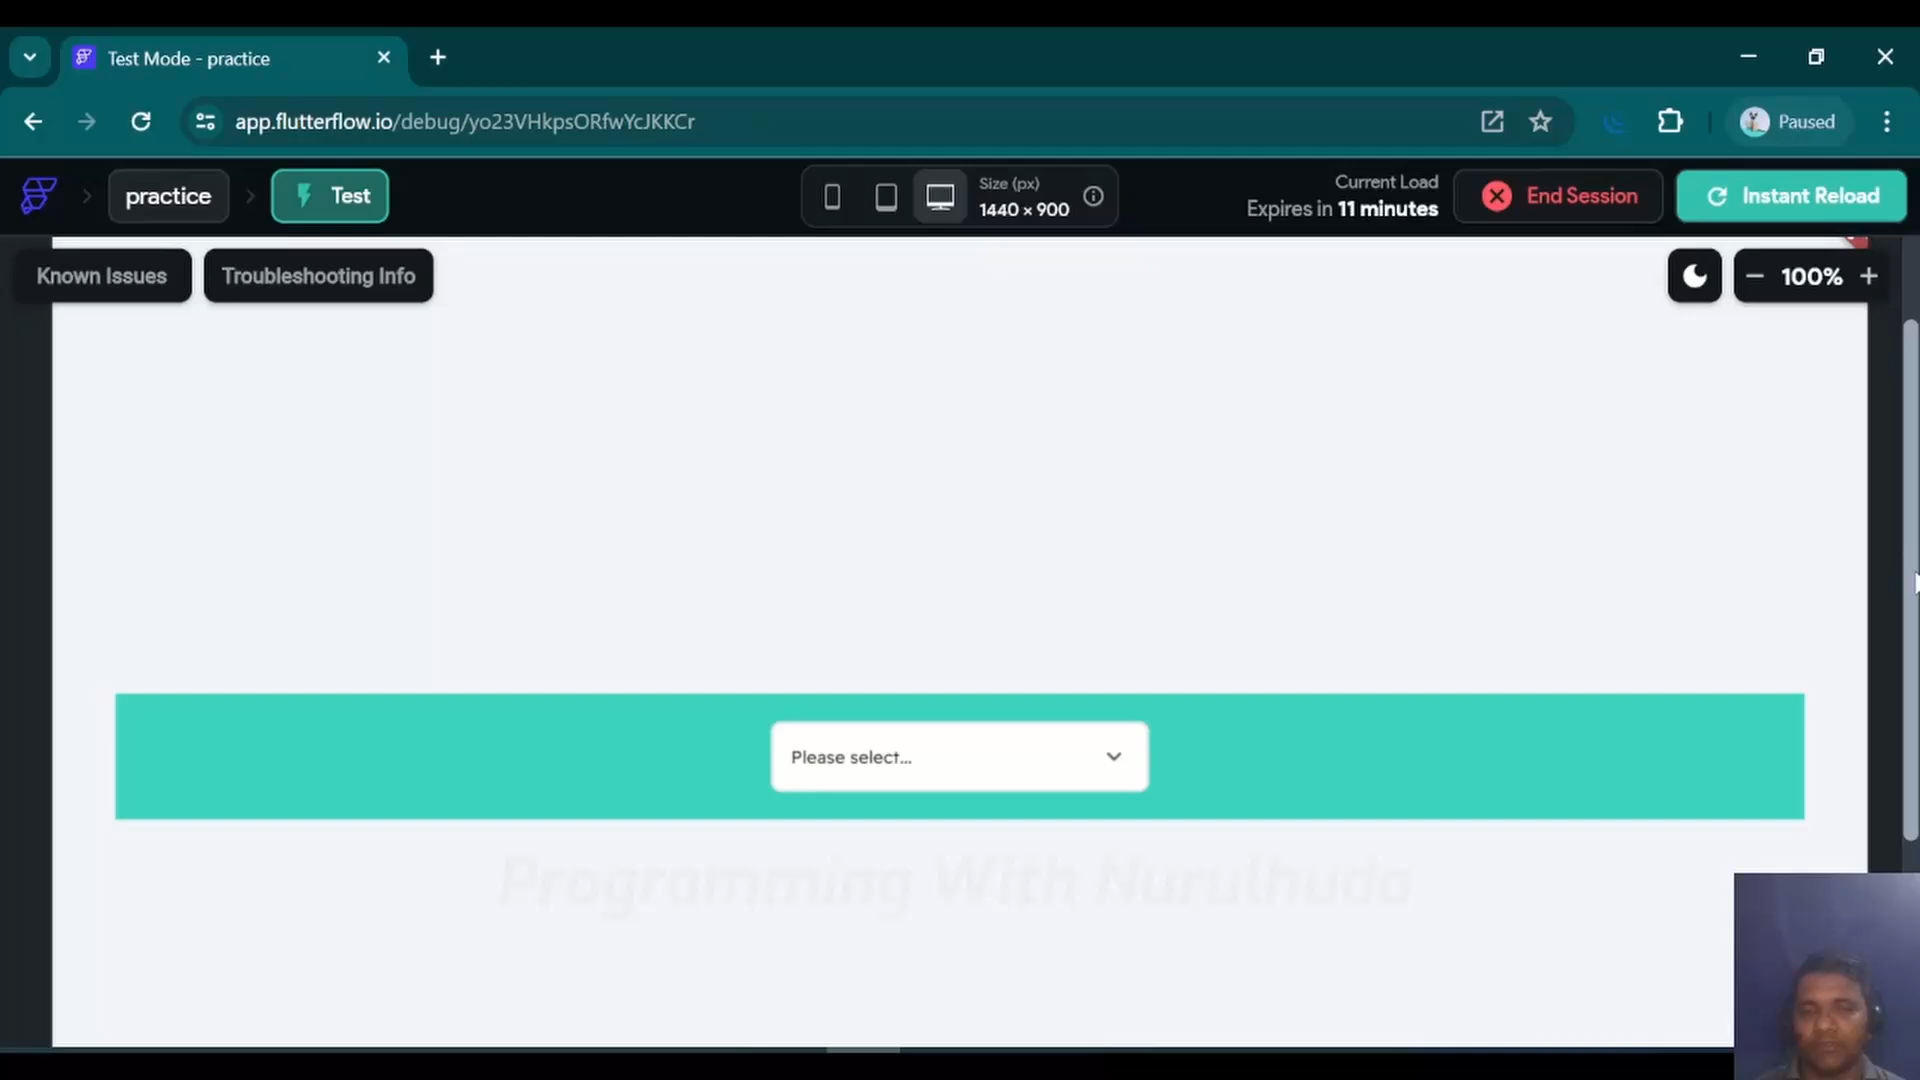 Test Mode - practice
app.flutterflow.io/debug/yo23VHkpsORfwYcJKKCr
Paused
practice
Test
Size (px)
1440 × 900
Current Load
Expires in 11 minutes
End Session
Instant Reload
Known Issues
Troubleshooting Info
100%
Please select...
Programming With Nurulhuda